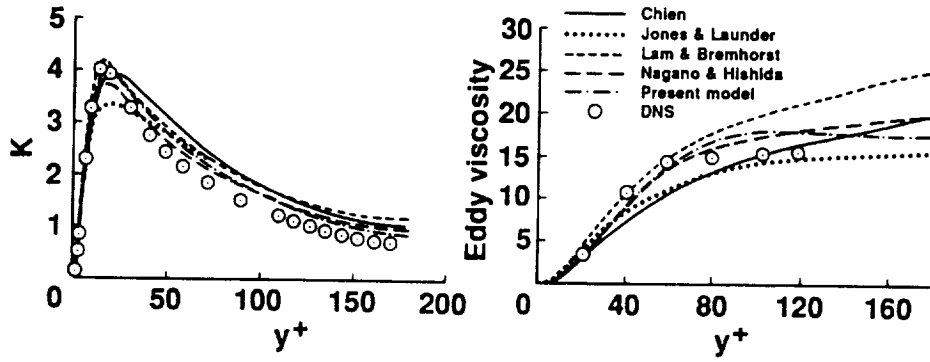 K
5
4
3
2
1
0
50
100
150
200
y+
Eddy viscosity
30
25
20
15
10
5
0
40
80
120
160
y+
Chien
Jones & Launder
Lam & Bremhorst
Nagano & Hishida
Present model
DNS